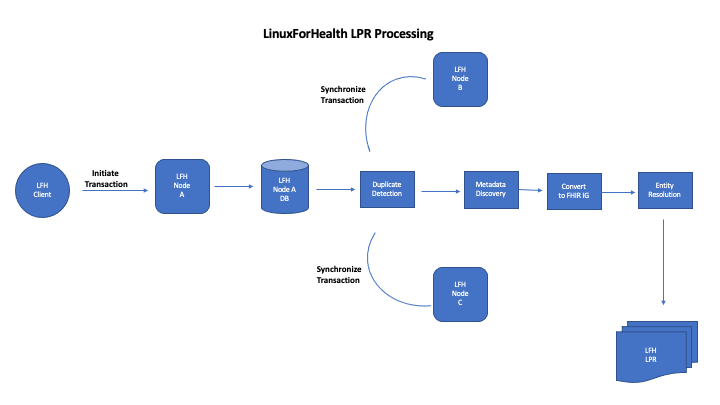 LinuxForHealth LPR Processing
LFH
Node
B
Synchronize
Transaction
LFH
Client
Initiate
Transaction
LFH
Node
A
LFH
Node A
DB
Duplicate
Detection
Metadata
Discovery
Convert
to FHIR IG
Entity
Resolution
Synchronize
Transaction
LFH
Node
C
LFH
LPR